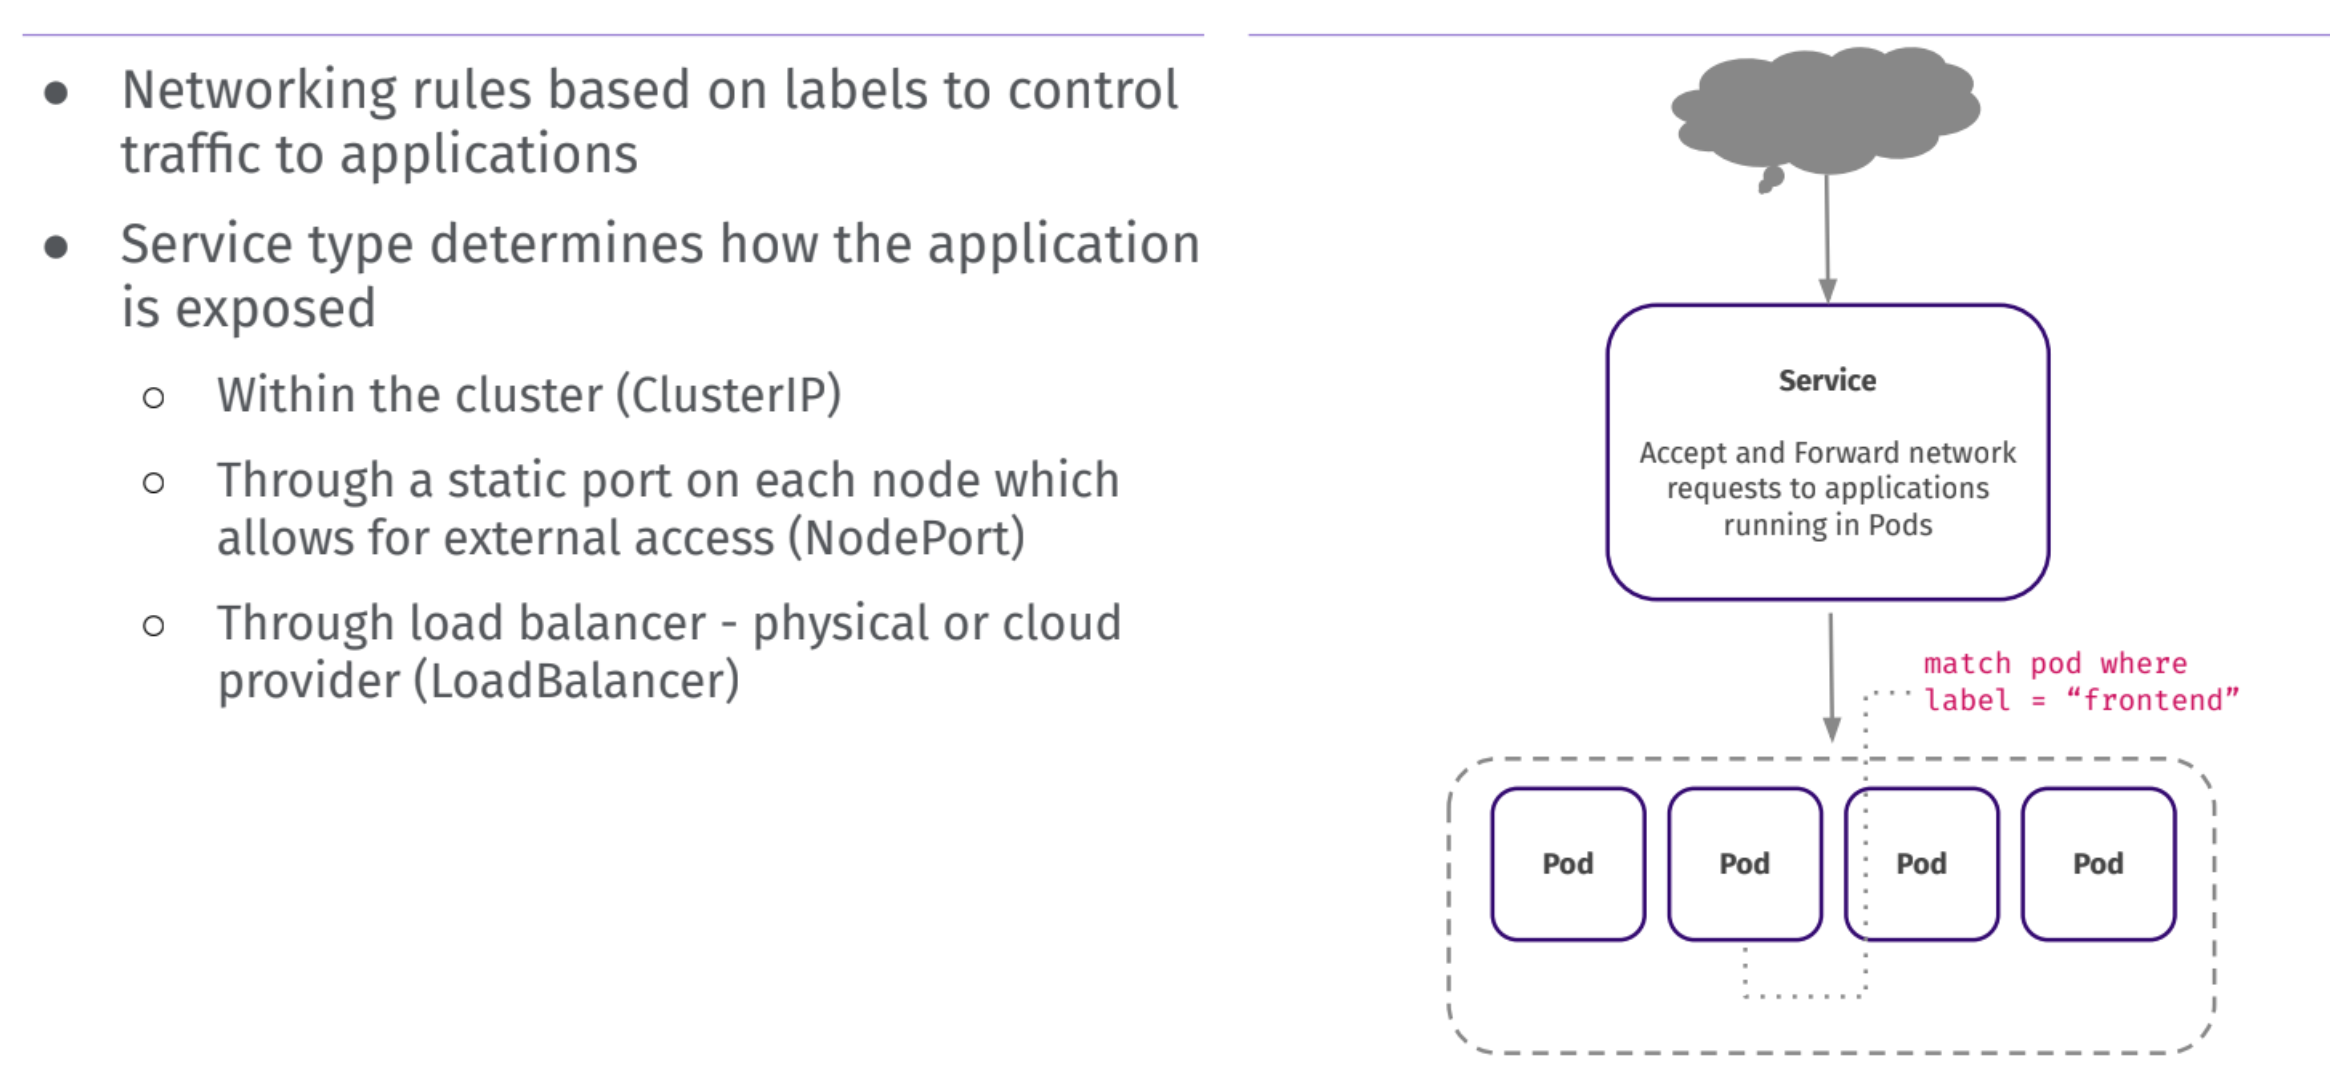 ● Networking rules based on labels to control
traffic to applications
● Service type determines how the application
is exposed
○ Within the cluster (ClusterIP)
○ Through a static port on each node which
allows for external access (NodePort)
○ Through load balancer - physical or cloud
provider (LoadBalancer)
Service
Accept and Forward network
requests to applications
running in Pods
match pod where
label = “frontend”
Pod
Pod
Pod
Pod